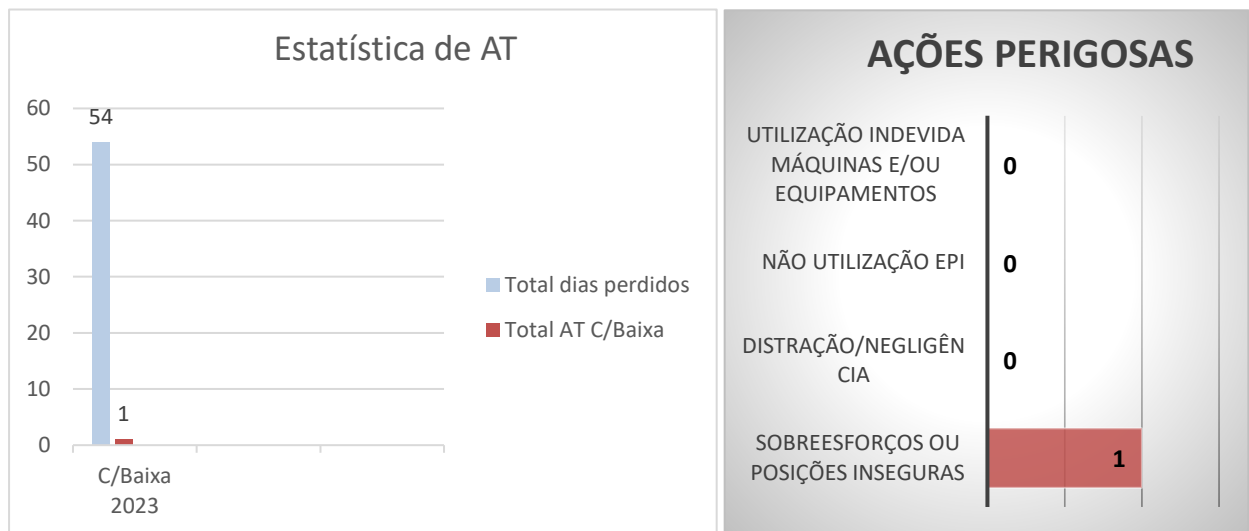 Estatística de AT
60
54
50
40
30
20
10
1
0
C/Baixa
2023
Total dias perdidos
Total AT C/Baixa
AÇÕES PERIGOSAS
UTILIZAÇÃO INDEVIDA
MÁQUINAS E/OU
EQUIPAMENTOS
0
NÃO UTILIZAÇÃO EPI
0
DISTRAÇÃO/NEGLIGÊN
CIA
0
SOBREESFORÇOS OU
POSIÇÕES INSEGURAS
1